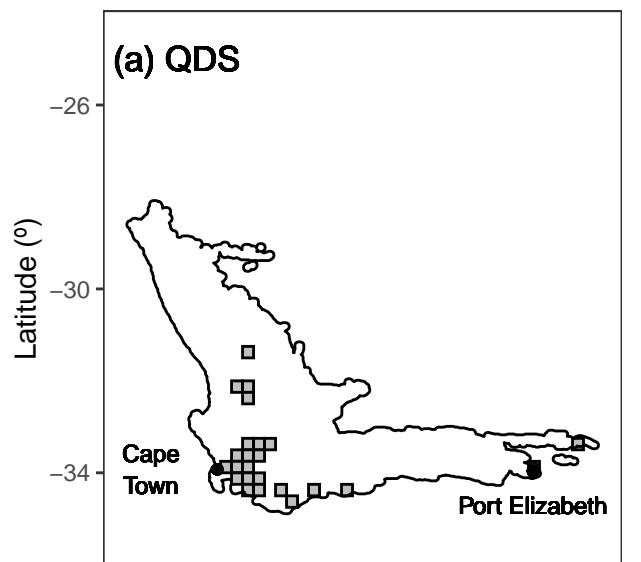 (a) QDS
−26
−30
−34
Latitude (º)
Cape
Town
Port Elizabeth